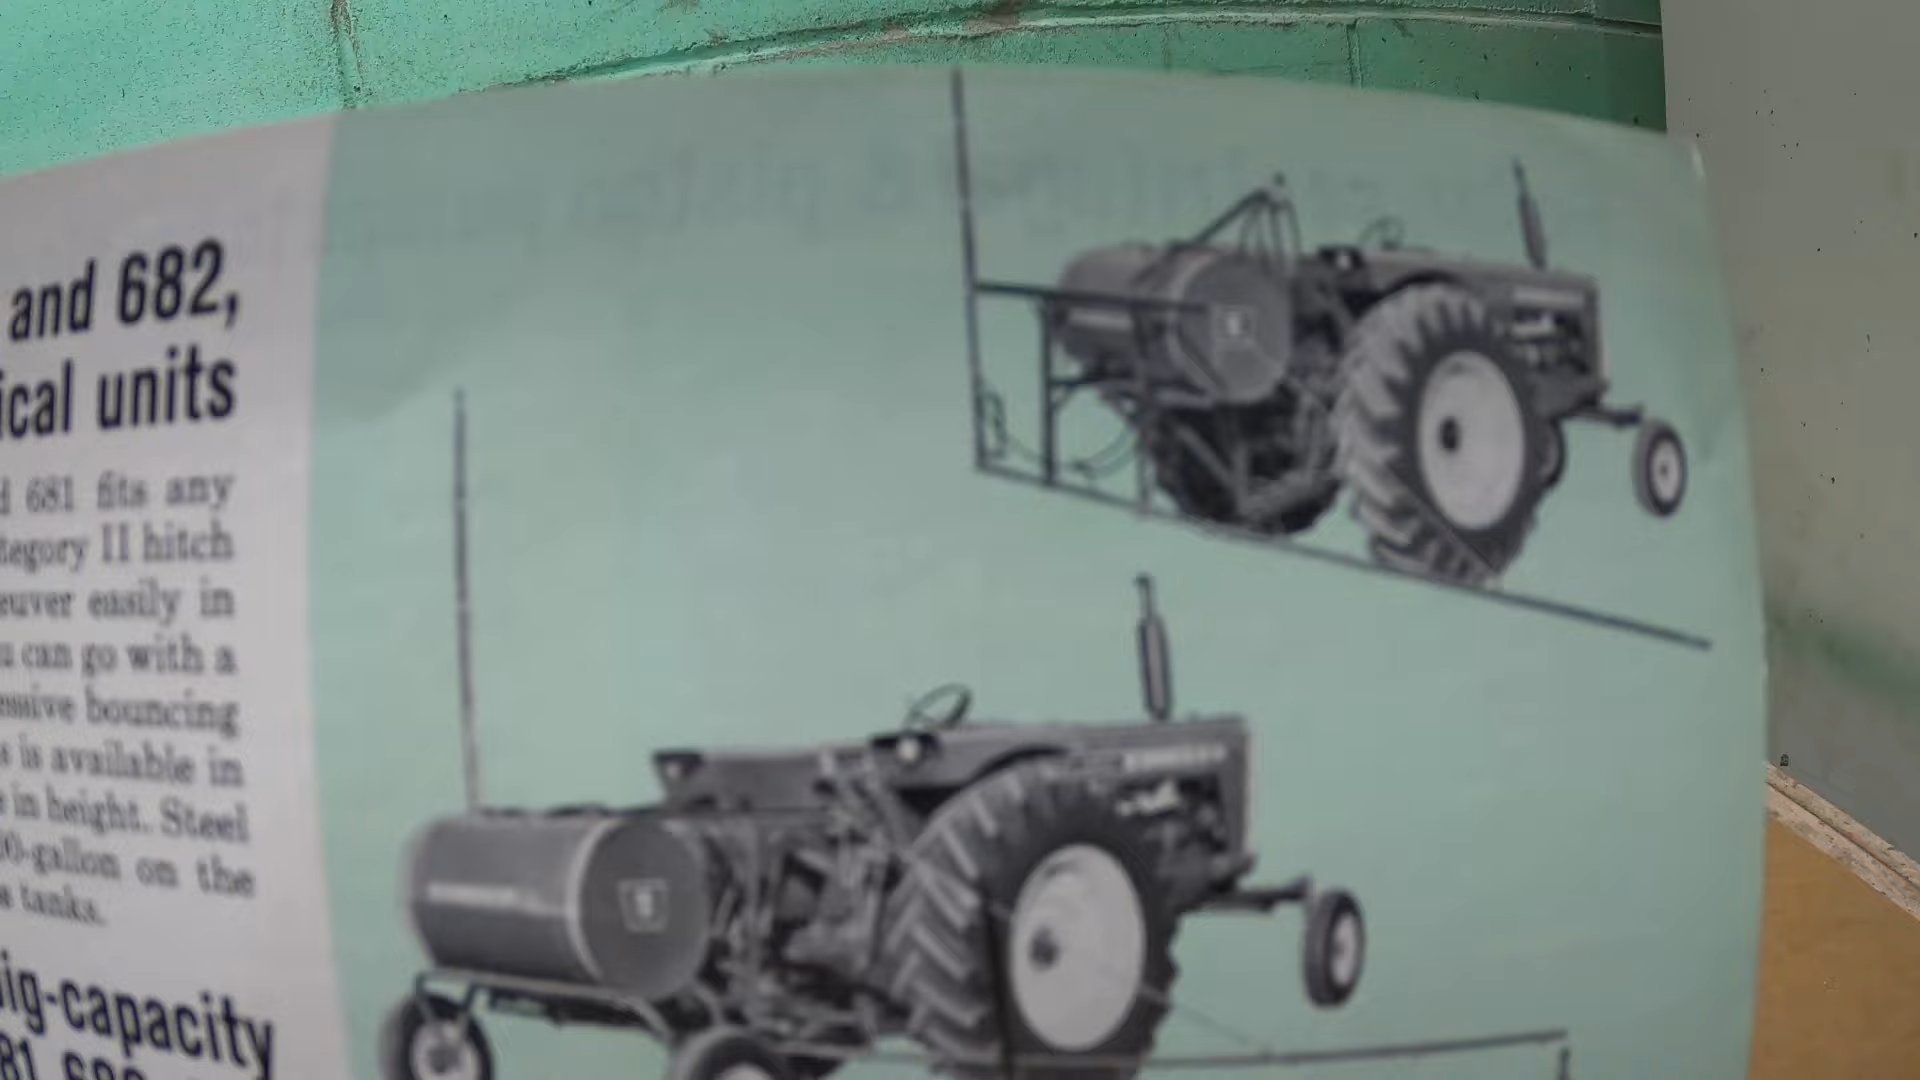 and 682,
ical units
681 fits any
tegory II hitch
euver easily in
u can go with a
essive bouncing
s is available in
e in height. Steel
00-gallon on the
e tanks.
ig-capacity